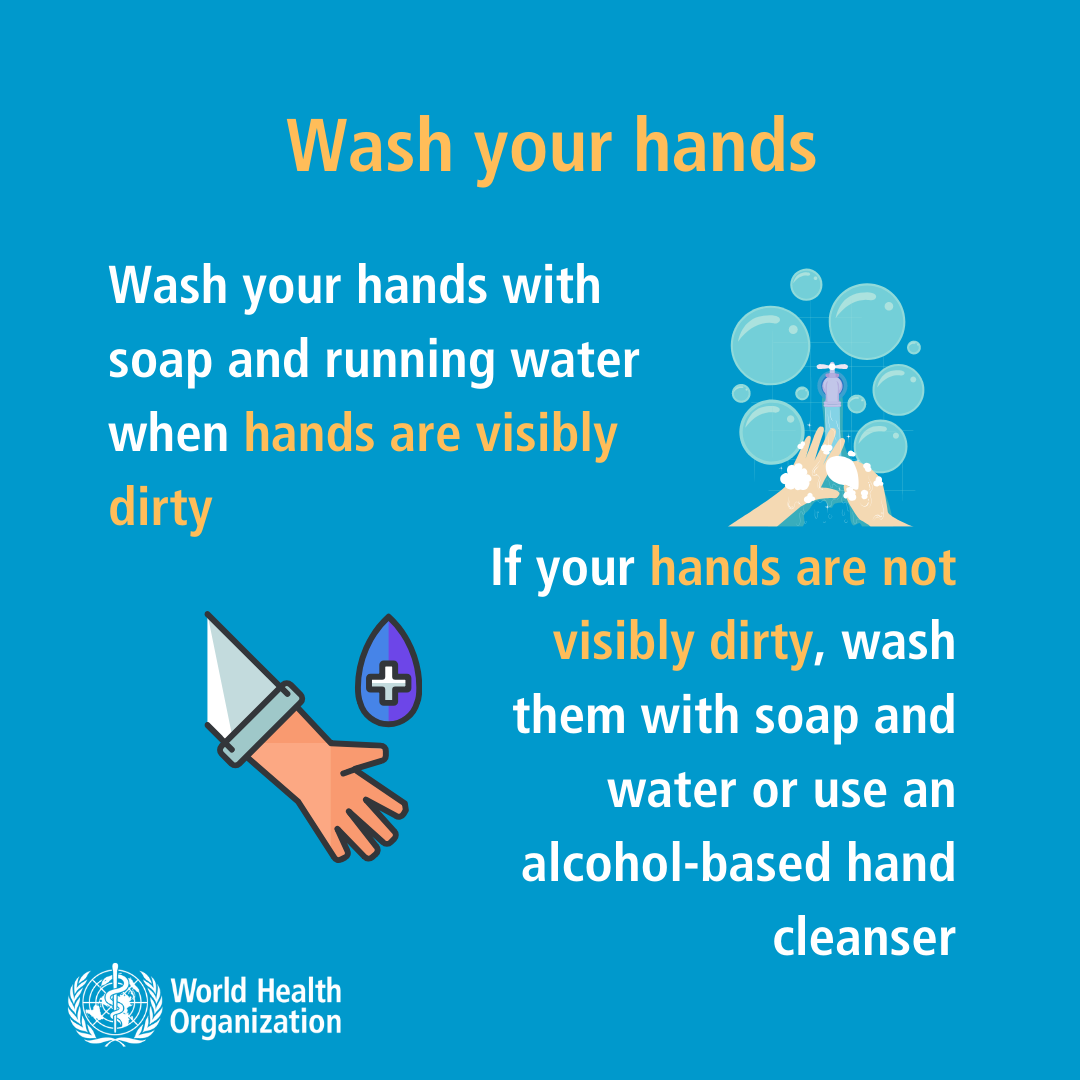 Wash your hands
Wash your hands with
soap and running water
when hands are visibly
dirty
If your hands are not
visibly dirty, wash
them with soap and
water or use an
alcohol-based hand
cleanser
World Health
Organization